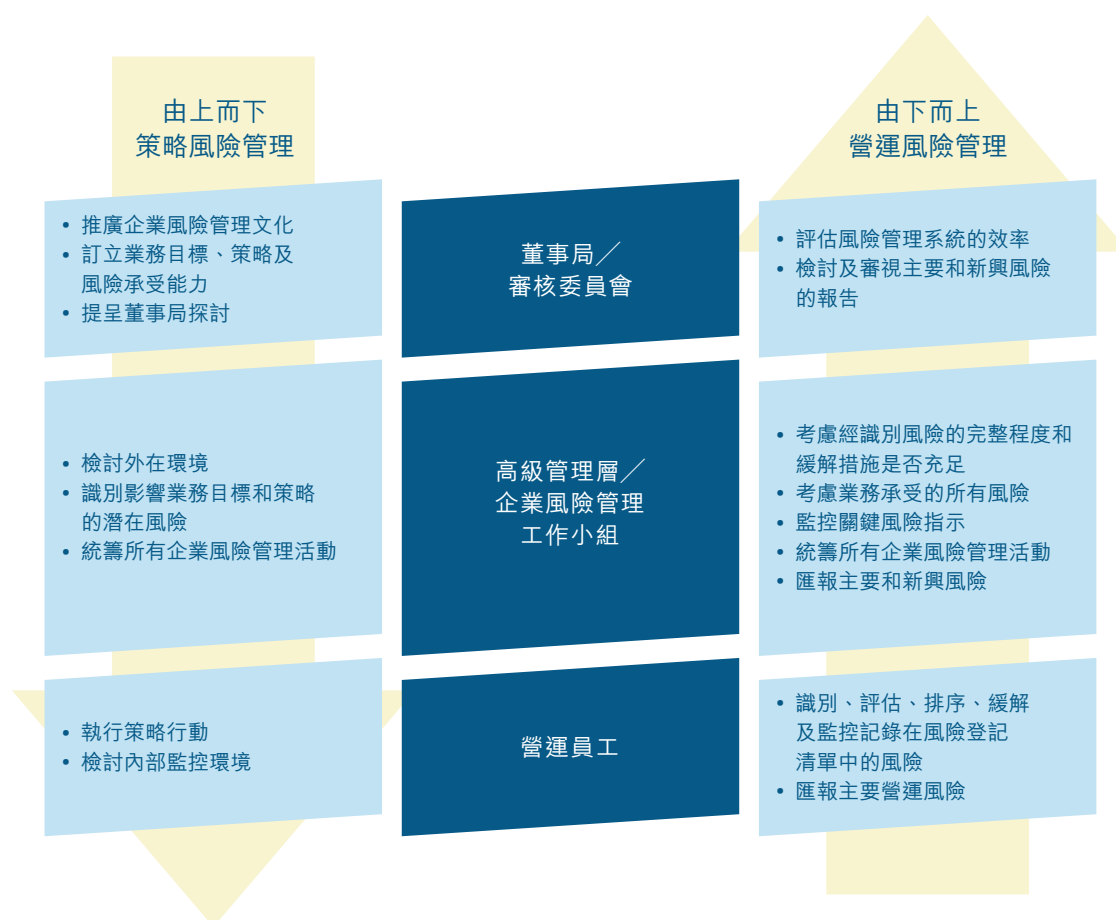 由上而下
策略風險管理
由下而上
營運風險管理
• 推廣企業風險管理文化
• 訂立業務目標、策略及
風險承受能力
• 提呈董事局探討
董事局／
審核委員會
• 評估風險管理系統的效率
• 檢討及審視主要和新興風險
的報告
• 檢討外在環境
• 識別影響業務目標和策略
的潛在風險
• 統籌所有企業風險管理活動
高級管理層／
企業風險管理
工作小組
• 考慮經識別風險的完整程度和
緩解措施是否充足
• 考慮業務承受的所有風險
• 監控關鍵風險指示
• 統籌所有企業風險管理活動
• 匯報主要和新興風險
• 執行策略行動
• 檢討內部監控環境
營運員工
• 識別、評估、排序、緩解
及監控記錄在風險登記
清單中的風險
• 匯報主要營運風險